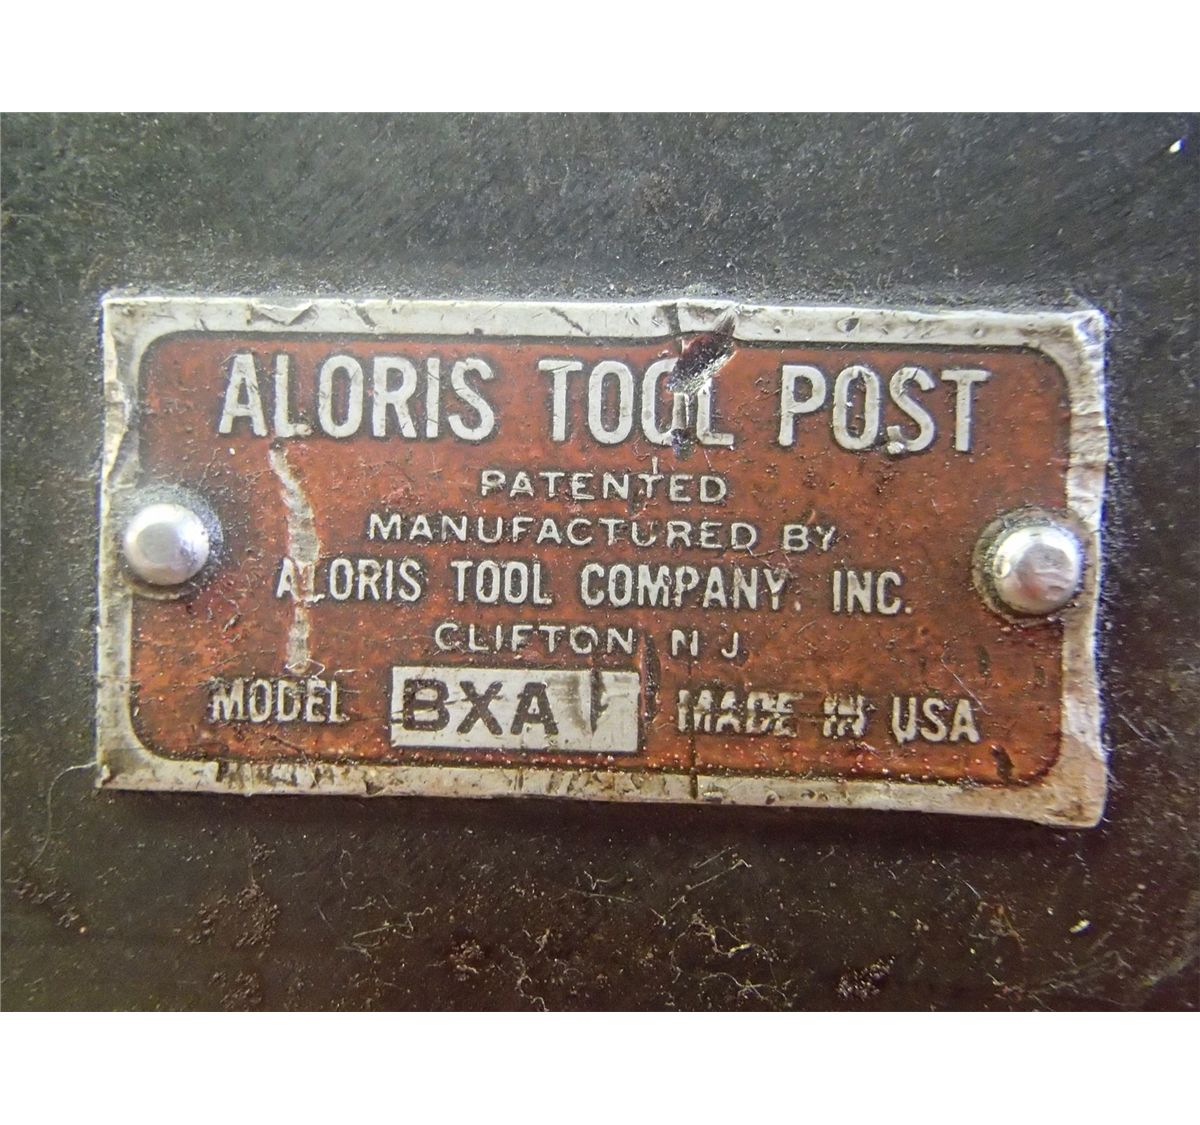 ALORIS TOOL POST
PATENTED
MANUFACTURED BY
ALORIS TOOL COMPANY, INC.
CLIFTON N J
MODEL BXA MADE IN USA